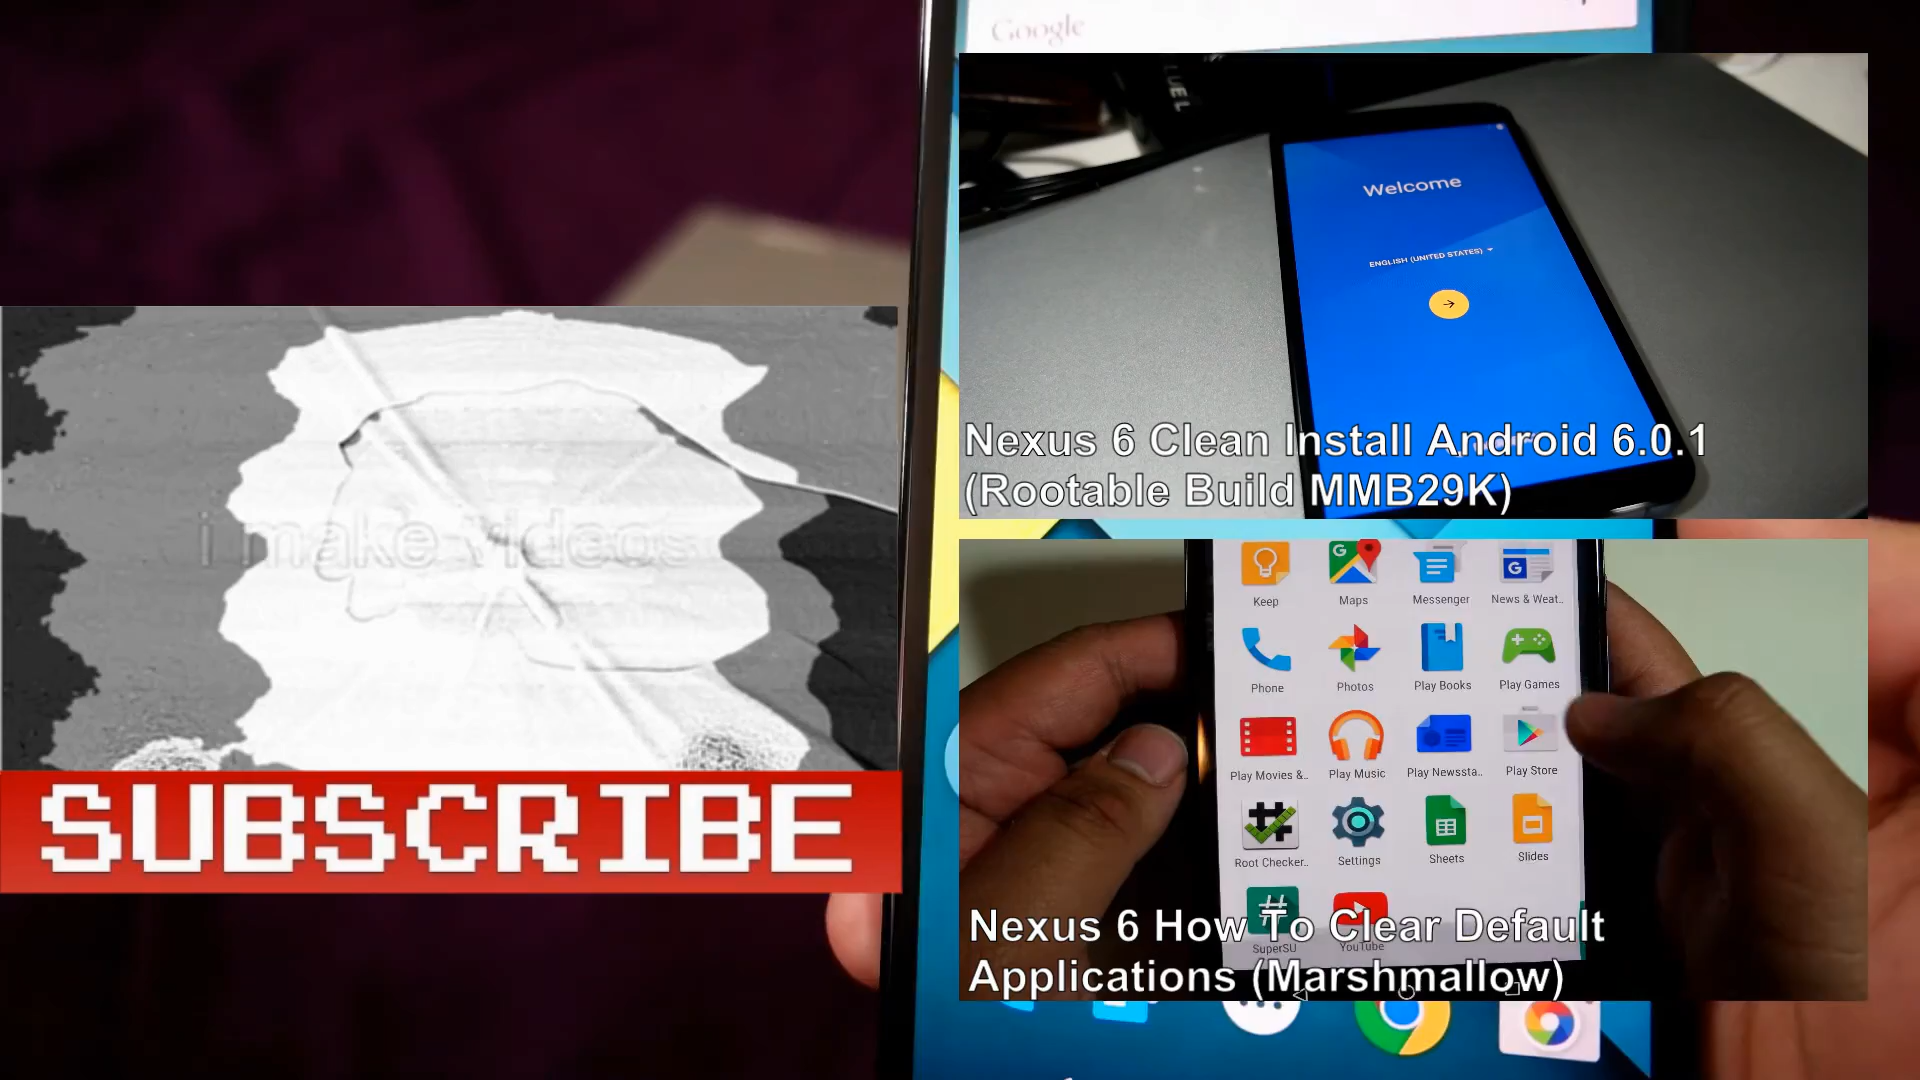 Google
Welcome
ENGLISH (UNITED STATES)
Nexus 6 Clean Install Android 6.0.1
(Rootable Build MMB29K)
i make videos
SUBSCRIBE
Keep Maps Messenger News & Weat..
Phone Photos Play Books Play Games
Play Movies &.. Play Music Play Newssta.. Play Store
Root Checker.. Settings Sheets Slides
SuperSU YouTube
Nexus 6 How To Clear Default
Applications (Marshmallow)